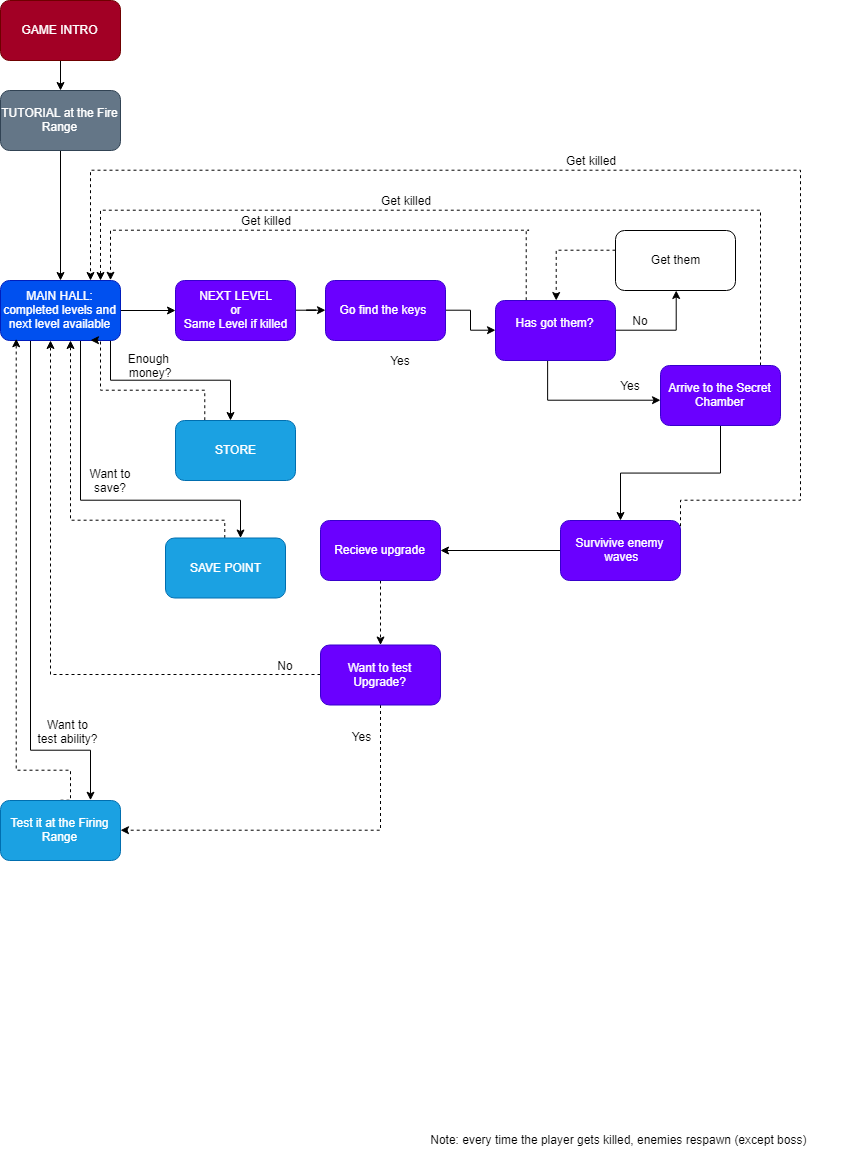 GAME INTRO
TUTORIAL at the Fire
Range
Get killed
Get killed
Get killed
Get them
MAIN HALL:
completed levels and
next level available
NEXT LEVEL
or
Same Level if killed
Go find the keys
Has got them?
No
Enough
money?
Yes
Yes
Arrive to the Secret
Chamber
STORE
Want to
save?
SAVE POINT
Recieve upgrade
Survivive enemy
waves
No
Want to test
Upgrade?
Want to
test ability?
Yes
Test it at the Firing
Range
Note: every time the player gets killed, enemies respawn (except boss)